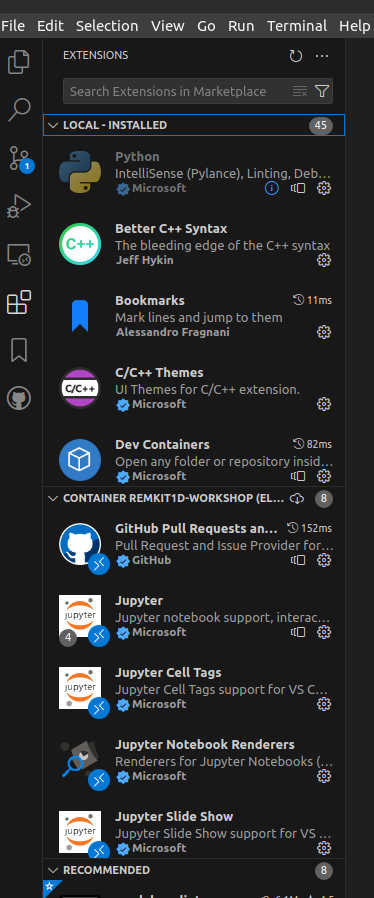 File Edit Selection View Go Run Terminal Help
EXTENSIONS
Search Extensions in Marketplace
LOCAL - INSTALLED 45
Python
IntelliSense (Pylance), Linting, Deb...
Microsoft
1
C++
Better C++ Syntax
The bleeding edge of the C++ syntax
Jeff Hykin
Bookmarks 11ms
Mark lines and jump to them
Alessandro Fragnani
C/C++
C/C++ Themes
UI Themes for C/C++ extension.
Microsoft
Dev Containers 82ms
Open any folder or repository insid...
Microsoft
CONTAINER REMKIT1D-WORKSHOP (EL... 8
GitHub Pull Requests an... 152ms
Pull Request and Issue Provider for...
GitHub
jupyter
4
Jupyter
Jupyter notebook support, interac...
Microsoft
jupyter
Jupyter Cell Tags
Jupyter Cell Tags support for VS C...
Microsoft
Jupyter Notebook Renderers
Renderers for Jupyter Notebooks (...
Microsoft
jupyter
Jupyter Slide Show
Jupyter Slide Show support for VS ...
Microsoft
RECOMMENDED 8